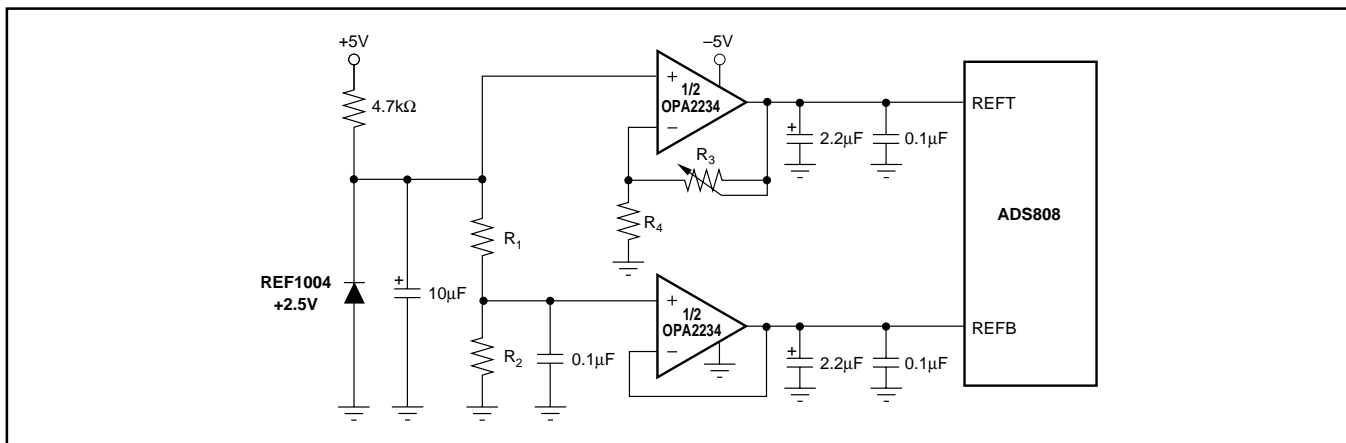 +5V
4.7kΩ
REF1004
+2.5V
+
10µF
R1
R2
0.1µF
–5V
+
1/2
OPA2234
–
R3
R4
+
2.2µF
0.1µF
REFT
+
1/2
OPA2234
–
+
2.2µF
0.1µF
REFB
ADS808